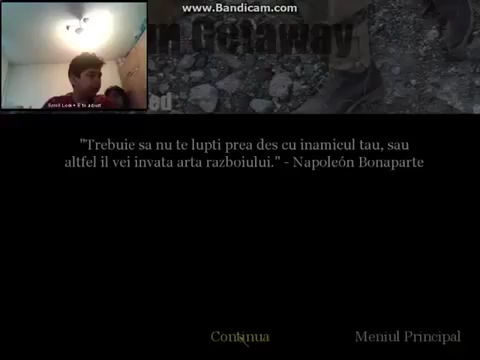 www.Bandicam.com
Getaway
"Trebuie sa nu te lupti prea des cu inamicul tau, sau
altfel il vei invata arta razboiului." - Napoleón Bonaparte
Continua
Meniul Principal